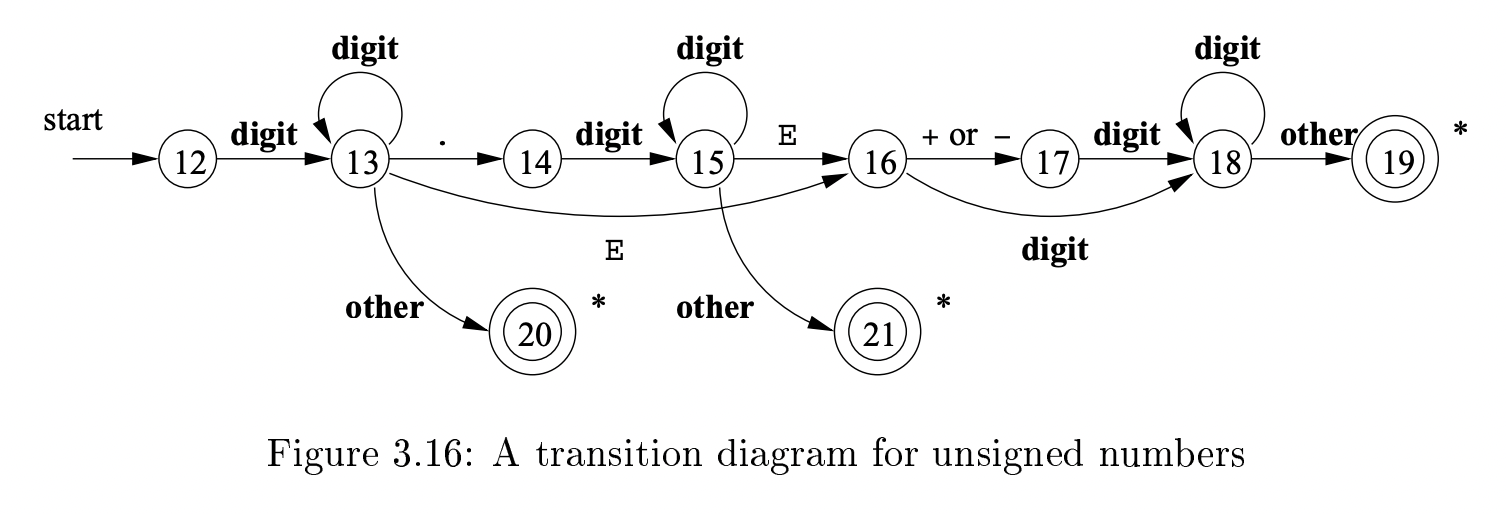 digit digit digit
start
digit . digit E + or − digit other *
12 13 14 15 16 17 18 19
E digit
other * other *
20 21
Figure 3.16: A transition diagram for unsigned numbers